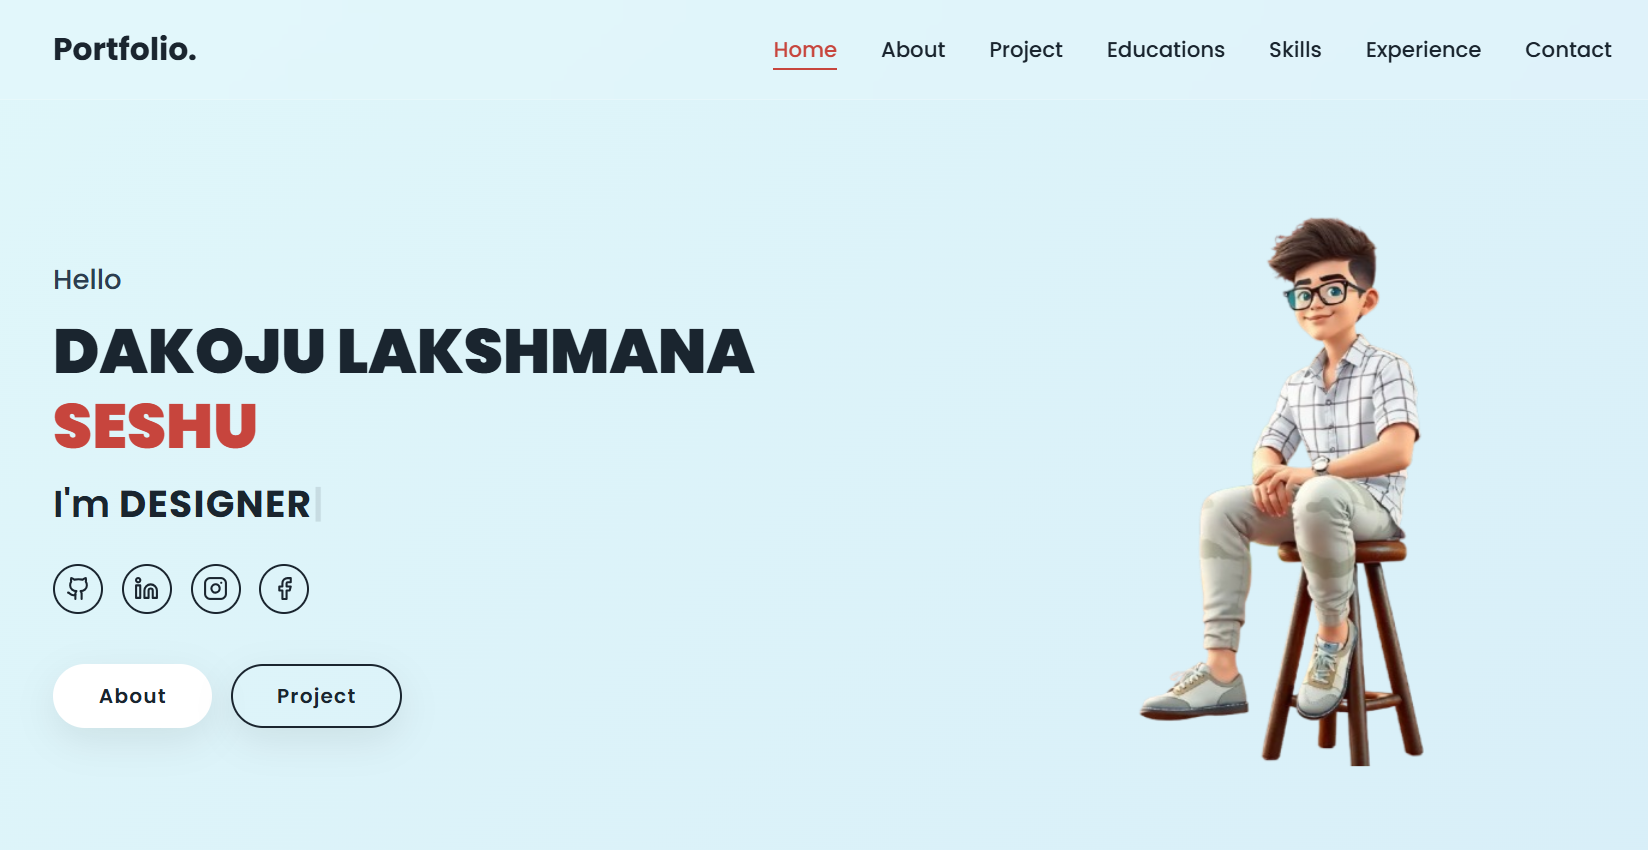 Portfolio.
Home About Project Educations Skills Experience Contact
Hello
DAKOJU LAKSHMANA
SESHU
I'm DESIGNER
About Project